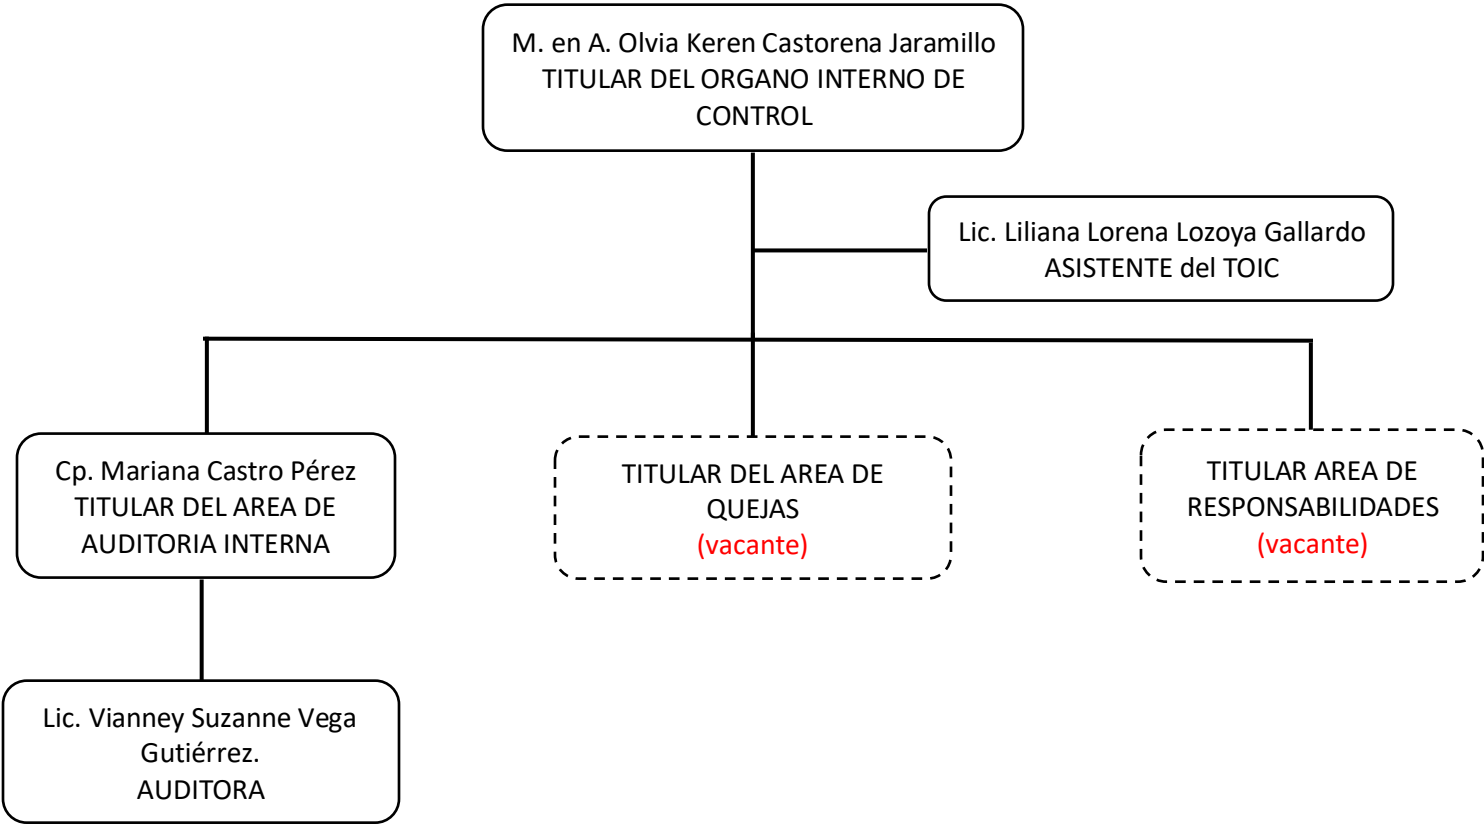 M. en A. Olvia Keren Castorena Jaramillo
TITULAR DEL ORGANO INTERNO DE
CONTROL
Lic. Liliana Lorena Lozoya Gallardo
ASISTENTE del TOIC
Cp. Mariana Castro Pérez
TITULAR DEL AREA DE
AUDITORIA INTERNA
TITULAR DEL AREA DE
QUEJAS
(vacante)
TITULAR AREA DE
RESPONSABILIDADES
(vacante)
Lic. Vianney Suzanne Vega
Gutiérrez.
AUDITORA